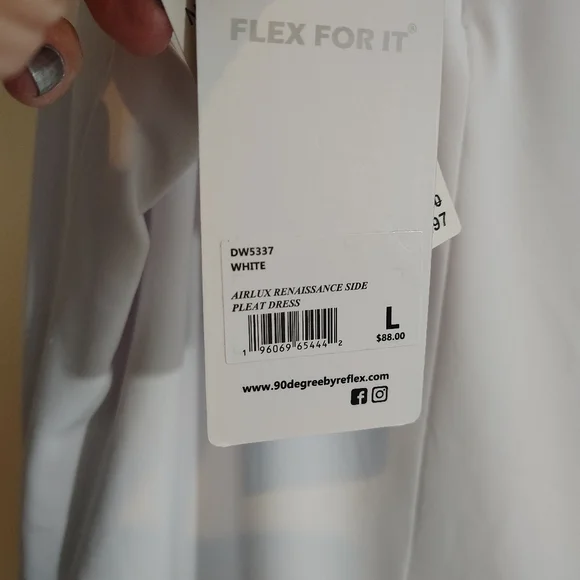 FLEX FOR IT®
DW5337
WHITE
AIRLUX RENAISSANCE SIDE
PLEAT DRESS
L
$88.00
1 96069 65444 2
www.90degreebyreflex.com
97